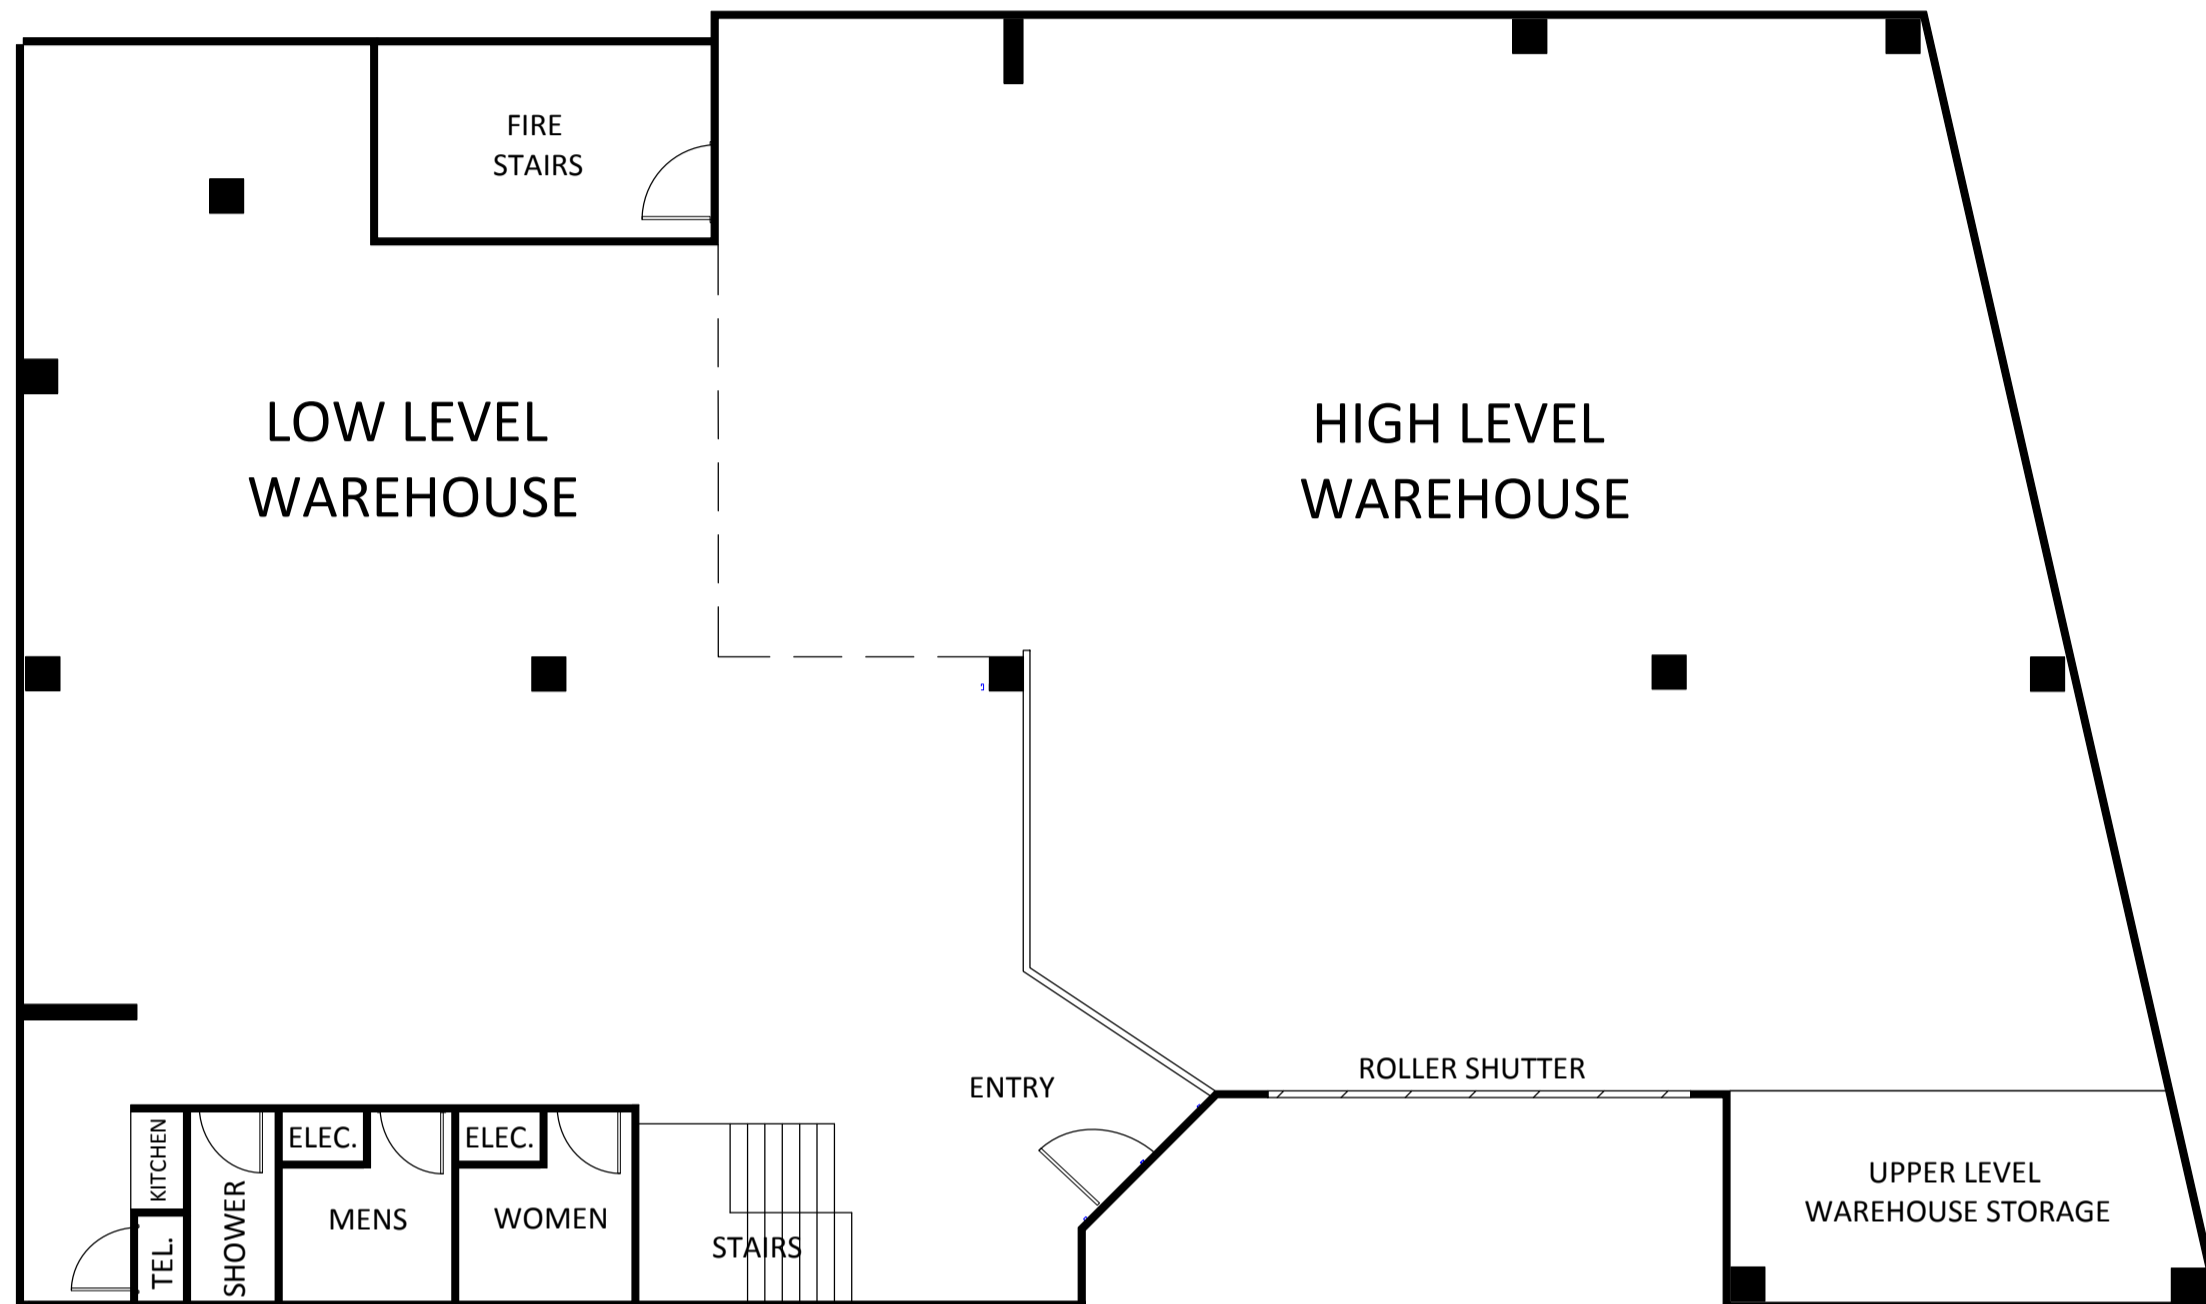 FIRE
STAIRS
LOW LEVEL
WAREHOUSE
HIGH LEVEL
WAREHOUSE
ENTRY
ROLLER SHUTTER
KITCHEN
TEL.
SHOWER
ELEC.
MENS
ELEC.
WOMEN
STAIRS
UPPER LEVEL
WAREHOUSE STORAGE